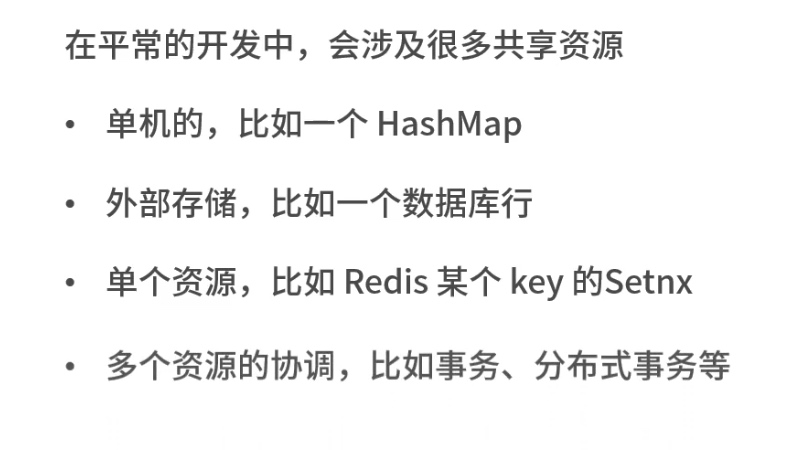 在平常的开发中，会涉及很多共享资源
• 单机的，比如一个 HashMap
• 外部存储，比如一个数据库行
• 单个资源，比如 Redis 某个 key 的Setnx
• 多个资源的协调，比如事务、分布式事务等